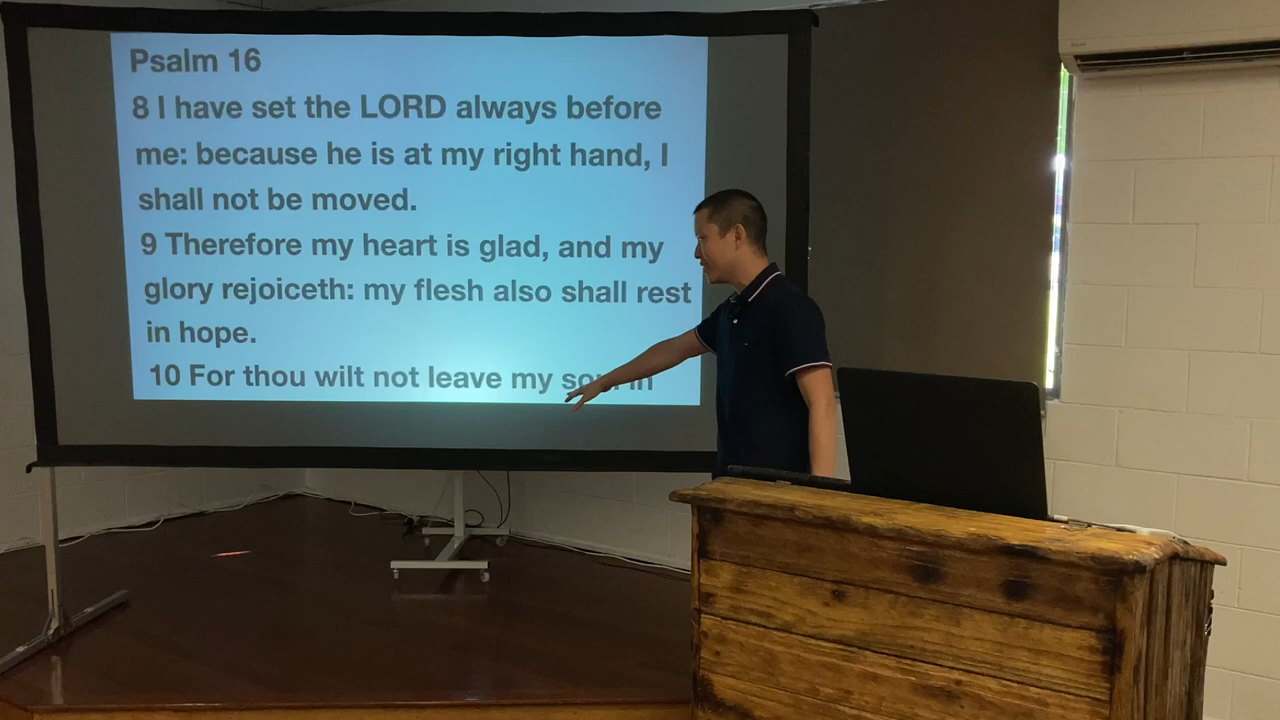 Psalm 16
8 I have set the LORD always before
me: because he is at my right hand, I
shall not be moved.
9 Therefore my heart is glad, and my
glory rejoiceth: my flesh also shall rest
in hope.
10 For thou wilt not leave my soul in